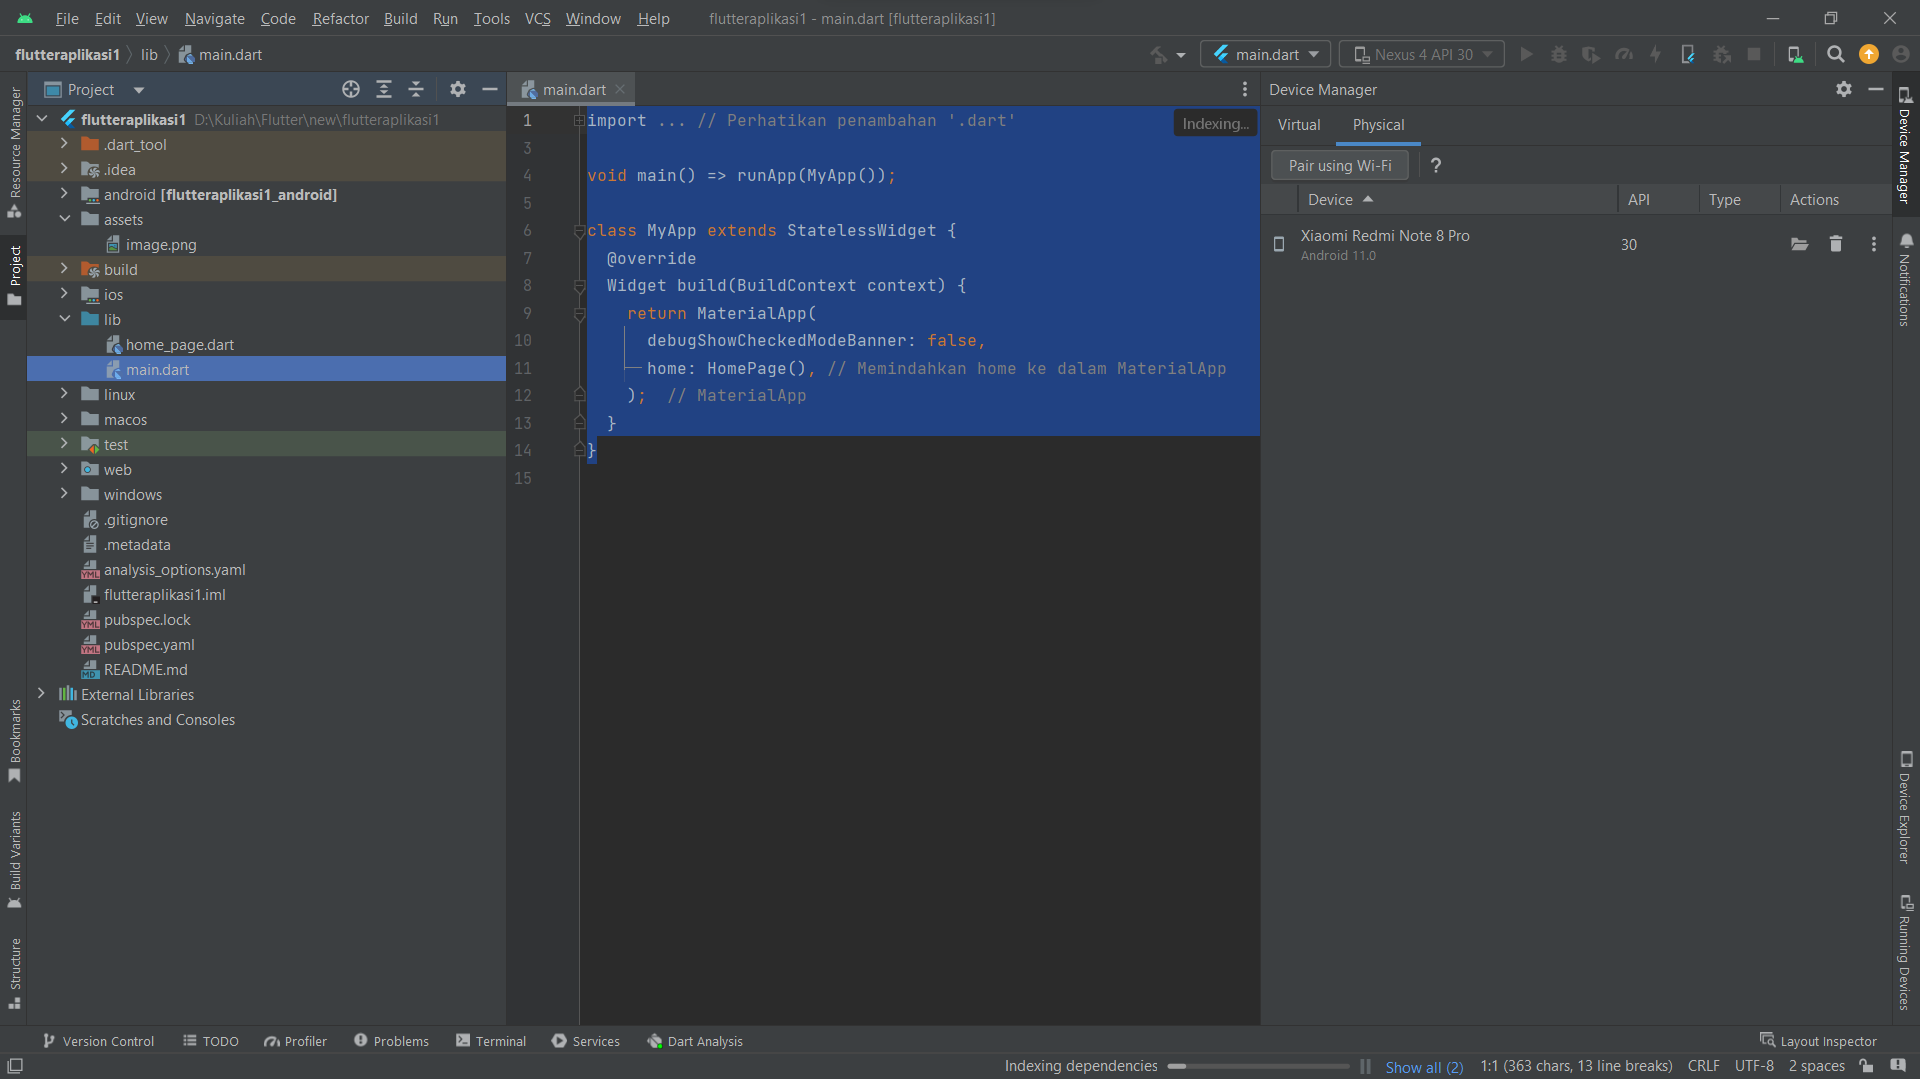 File Edit View Navigate Code Refactor Build Run Tools VCS Window Help flutteraplikasi1 - main.dart [flutteraplikasi1]
flutteraplikasi1 lib main.dart
main.dart Nexus 4 API 30
Project
main.dart
Device Manager
flutteraplikasi1 D:\Kuliah\Flutter\new\flutteraplikasi1
.dart_tool
.idea
android [flutteraplikasi1_android]
assets
image.png
build
ios
lib
home_page.dart
main.dart
linux
macos
test
web
windows
.gitignore
.metadata
analysis_options.yaml
flutteraplikasi1.iml
pubspec.lock
pubspec.yaml
README.md
External Libraries
Scratches and Consoles
1 import ... // Perhatikan penambahan '.dart'
Indexing...
3
4 void main() => runApp(MyApp());
5
6 class MyApp extends StatelessWidget {
7 @override
8 Widget build(BuildContext context) {
9 return MaterialApp(
10 debugShowCheckedModeBanner: false,
11 home: HomePage(), // Memindahkan home ke dalam MaterialApp
12 ); // MaterialApp
13 }
14 }
15
Virtual Physical
Pair using Wi-Fi ?
Device API Type Actions
Xiaomi Redmi Note 8 Pro 30
Android 11.0
Resource Manager
Project
Bookmarks
Build Variants
Structure
Device Manager
Notifications
Device Explorer
Running Devices
Version Control TODO Profiler Problems Terminal Services Dart Analysis Layout Inspector
Indexing dependencies Show all (2) 1:1 (363 chars, 13 line breaks) CRLF UTF-8 2 spaces